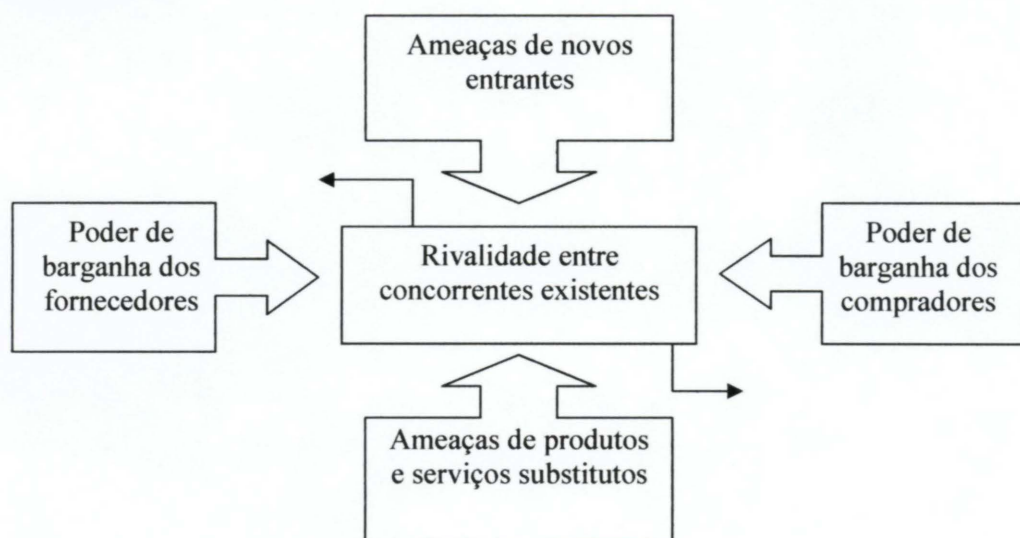 Ameaças de novos
entrantes
Poder de
barganha dos
fornecedores
Rivalidade entre
concorrentes existentes
Poder de
barganha dos
compradores
Ameaças de produtos
e serviços substitutos